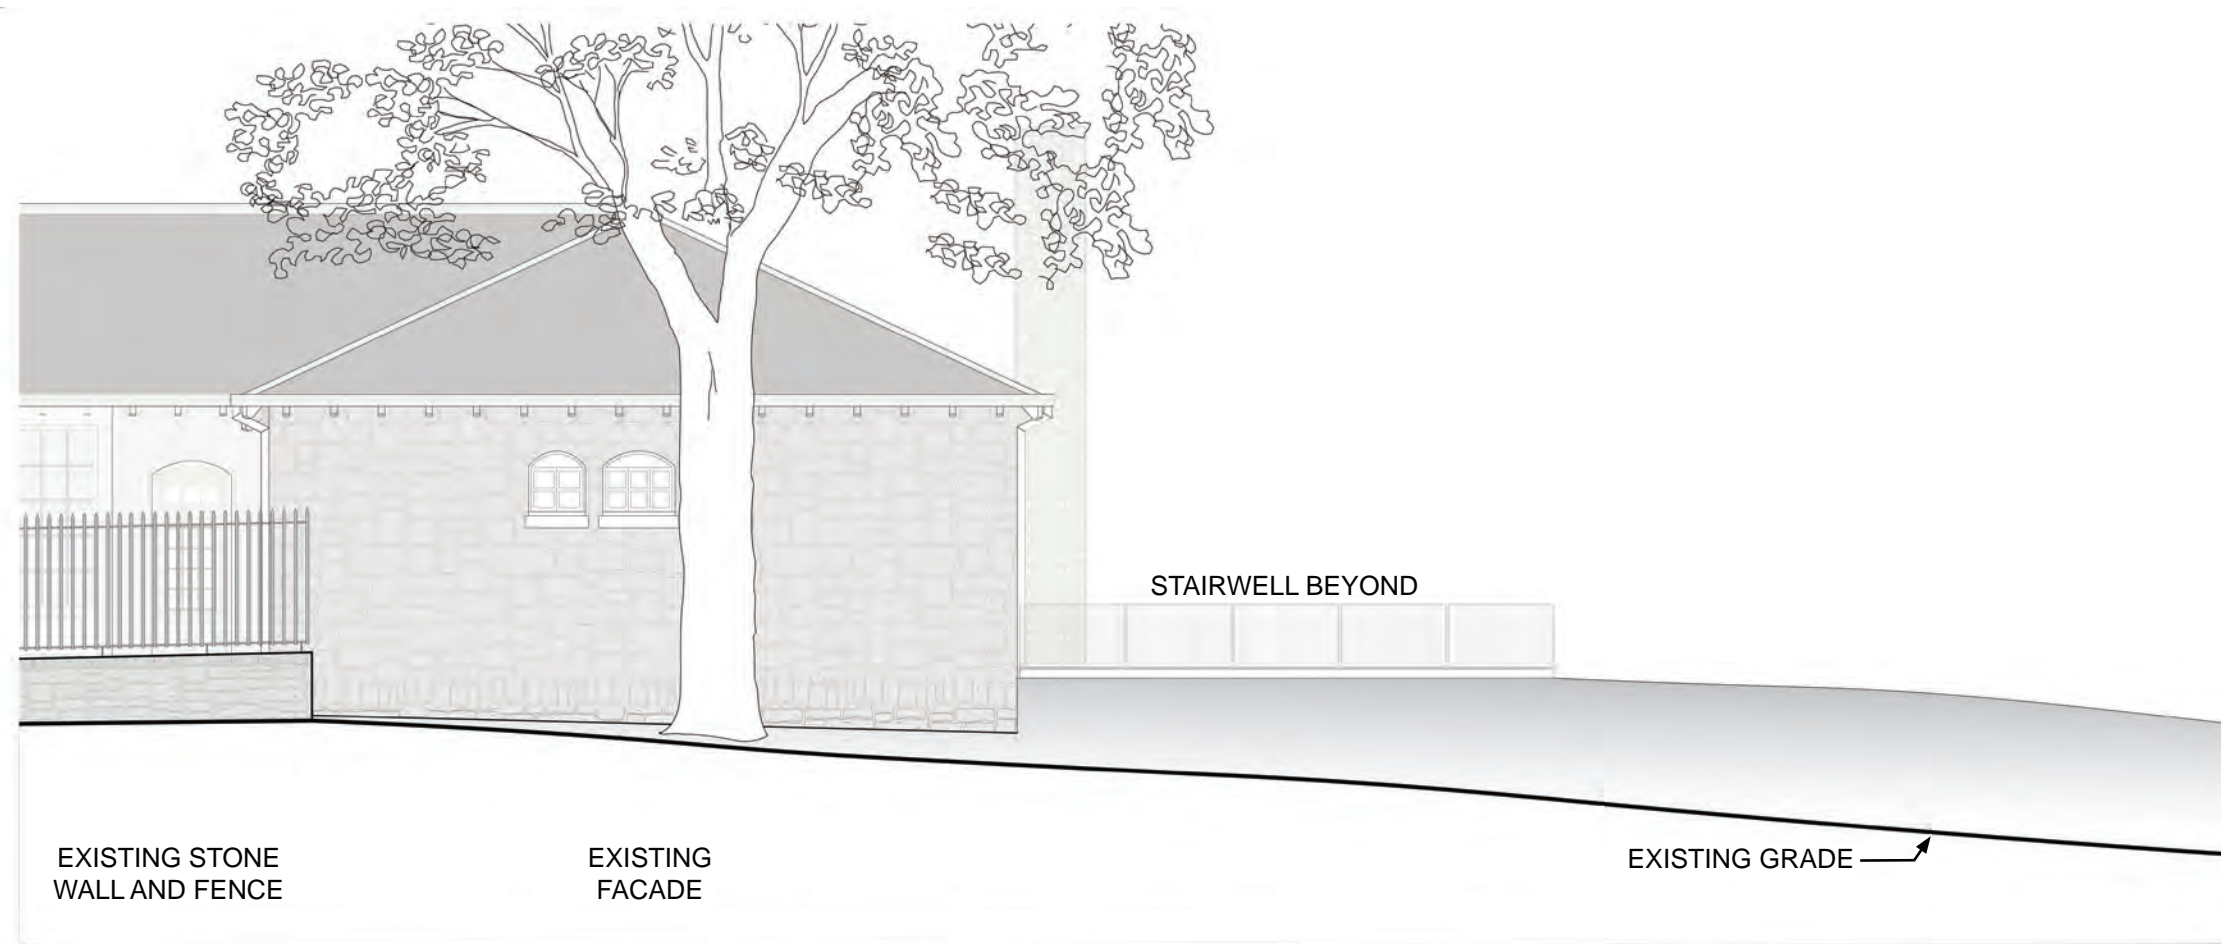 STAIRWELL BEYOND
EXISTING STONE
WALL AND FENCE
EXISTING
FACADE
EXISTING GRADE